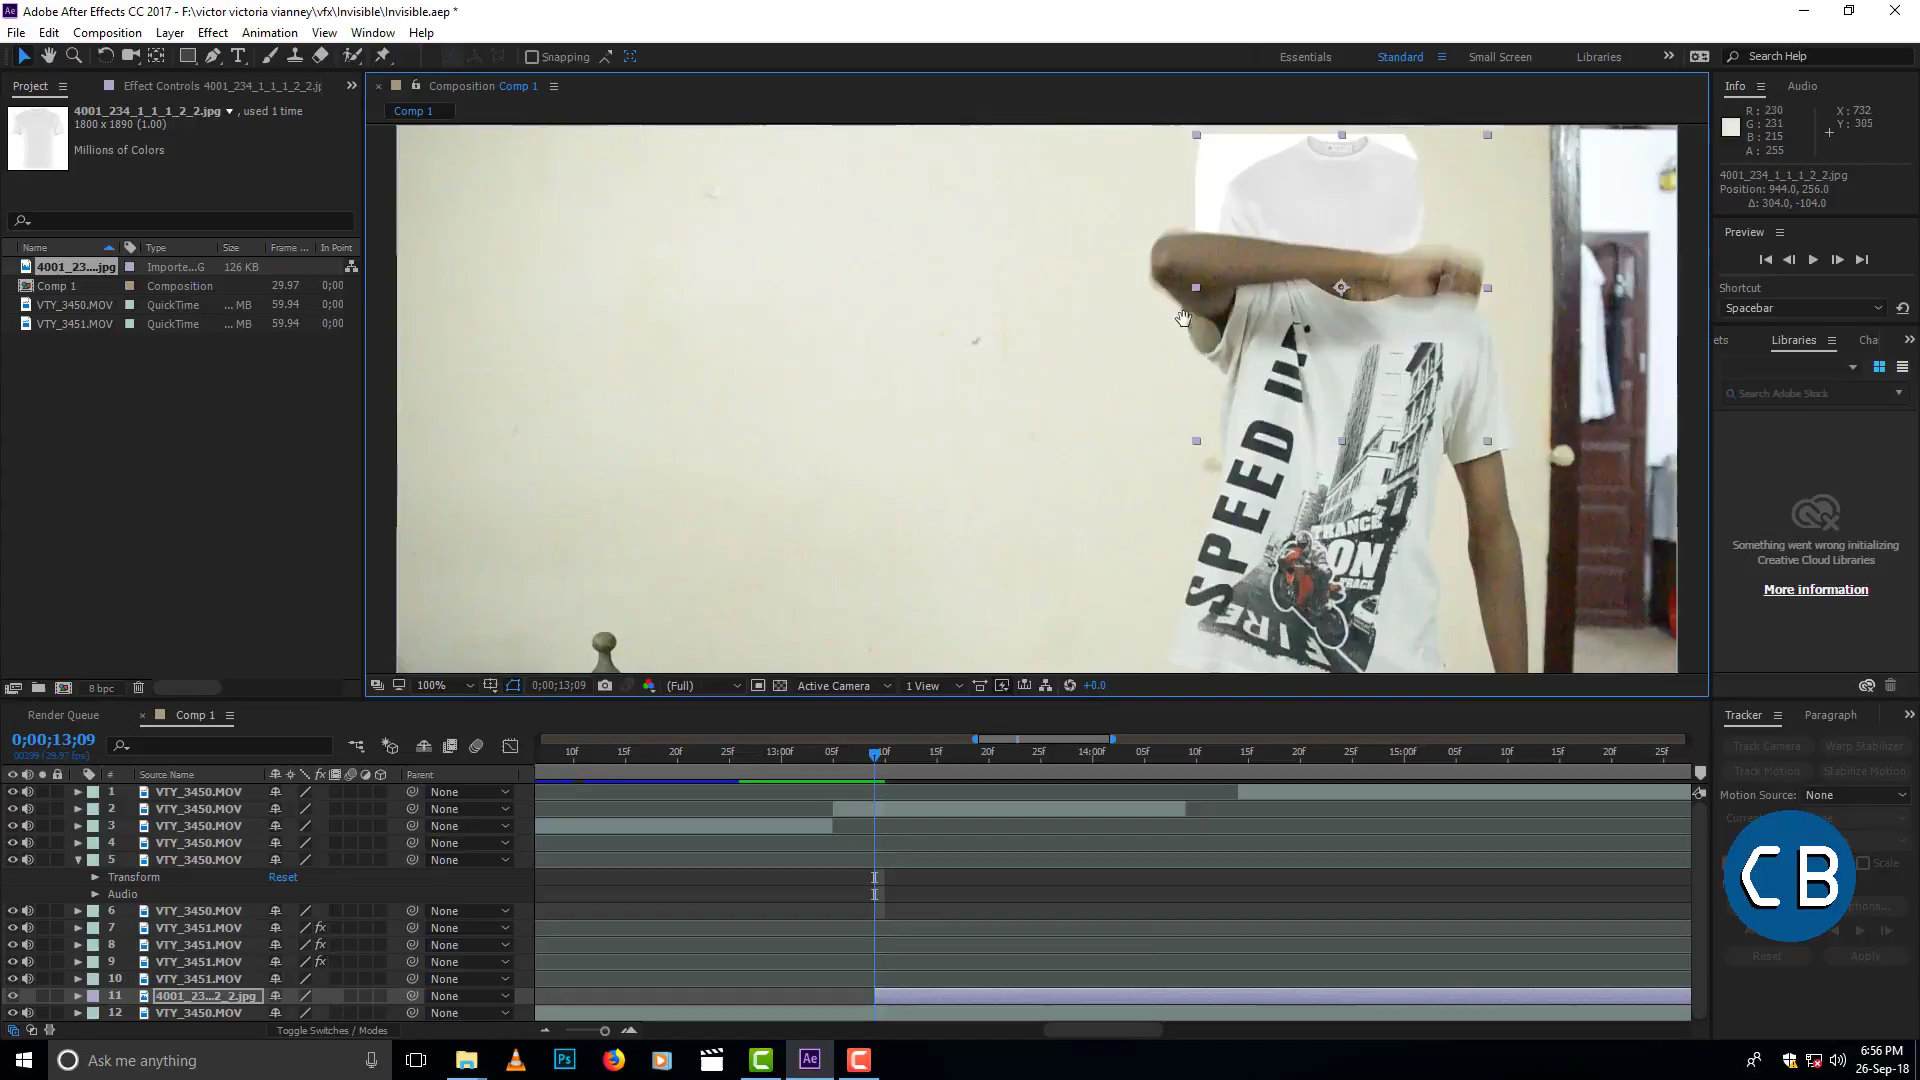 Adobe After Effects CC 2017 - F:\victor victoria vianney\vfx\Invisible\Invisible.aep *
File Edit Composition Layer Effect Animation View Window Help
Snapping
Essentials Standard Small Screen Libraries
Search Help
Project Effect Controls 4001_234_1_1_1_2_2.j
4001_234_1_1_1_2_2.jpg , used 1 time
1800 x 1890 (1.00)
Millions of Colors
Name Type Size Frame ... In Point
4001_23....jpg Importe...G 126 KB
Comp 1 Composition 29.97 0;00
VTY_3450.MOV QuickTime ... MB 59.94 0;00
VTY_3451.MOV QuickTime ... MB 59.94 0;00
8 bpc
Composition Comp 1
Comp 1
SPEED
TRANCE
ON
TRACK
100% 0;00;13;09 (Full) Active Camera 1 View +0.0
Info Audio
R: 230
G: 231
B: 215
A: 255
X: 732
Y: 305
4001_234_1_1_1_2_2.jpg
Position: 944.0, 256.0
Δ: 304.0, -104.0
Preview
Shortcut
Spacebar
ets Libraries Cha
Search Adobe Stock
Something went wrong initializing
Creative Cloud Libraries
More information
Render Queue Comp 1
0;00;13;09
00399 (29.97 fps)
10f 15f 20f 25f 13:00f 05f 10f 15f 20f 25f 14:00f 05f 10f 15f 20f 25f 15:00f 05f 10f 15f 20f 25f
# Source Name fx Parent
1 VTY_3450.MOV None
2 VTY_3450.MOV None
3 VTY_3450.MOV None
4 VTY_3450.MOV None
5 VTY_3450.MOV None
Transform Reset
Audio
6 VTY_3450.MOV None
7 VTY_3451.MOV fx None
8 VTY_3451.MOV fx None
9 VTY_3451.MOV fx None
10 VTY_3451.MOV None
11 4001_23...2_2.jpg None
12 VTY_3450.MOV None
Toggle Switches / Modes
Tracker Paragraph
Track Camera Warp Stabilizer
Track Motion Stabilize Motion
Motion Source: None
Scale
CB
Reset Apply
Ask me anything
Ps
Ae
6:56 PM
26-Sep-18